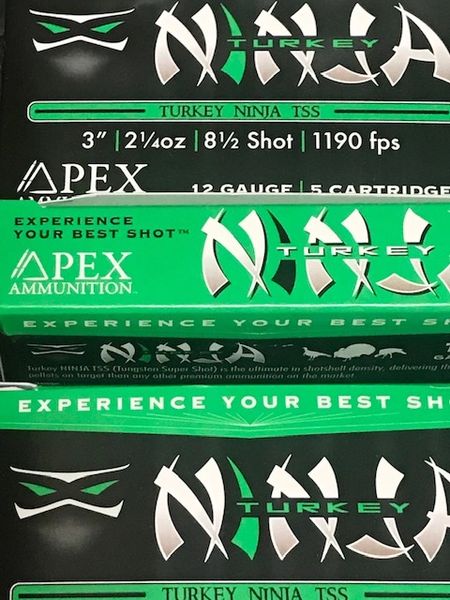 NINJA
TURKEY
TURKEY NINJA TSS
3" | 2¼oz | 8½ Shot | 1190 fps
APEX
12 GAUGE | 5 CARTRIDGE
EXPERIENCE
YOUR BEST SHOT™
NINJ
TURKEY
APEX
AMMUNITION
EXPERIENCE YOUR BEST
NINJA
Turkey NINJA TSS (Tungsten Super Shot) is the ultimate in shotshell density, delivering
pellets on target than any other premium ammunition on the market
EXPERIENCE YOUR BEST SH
NINJA
TURKEY
TURKEY NINJA TSS